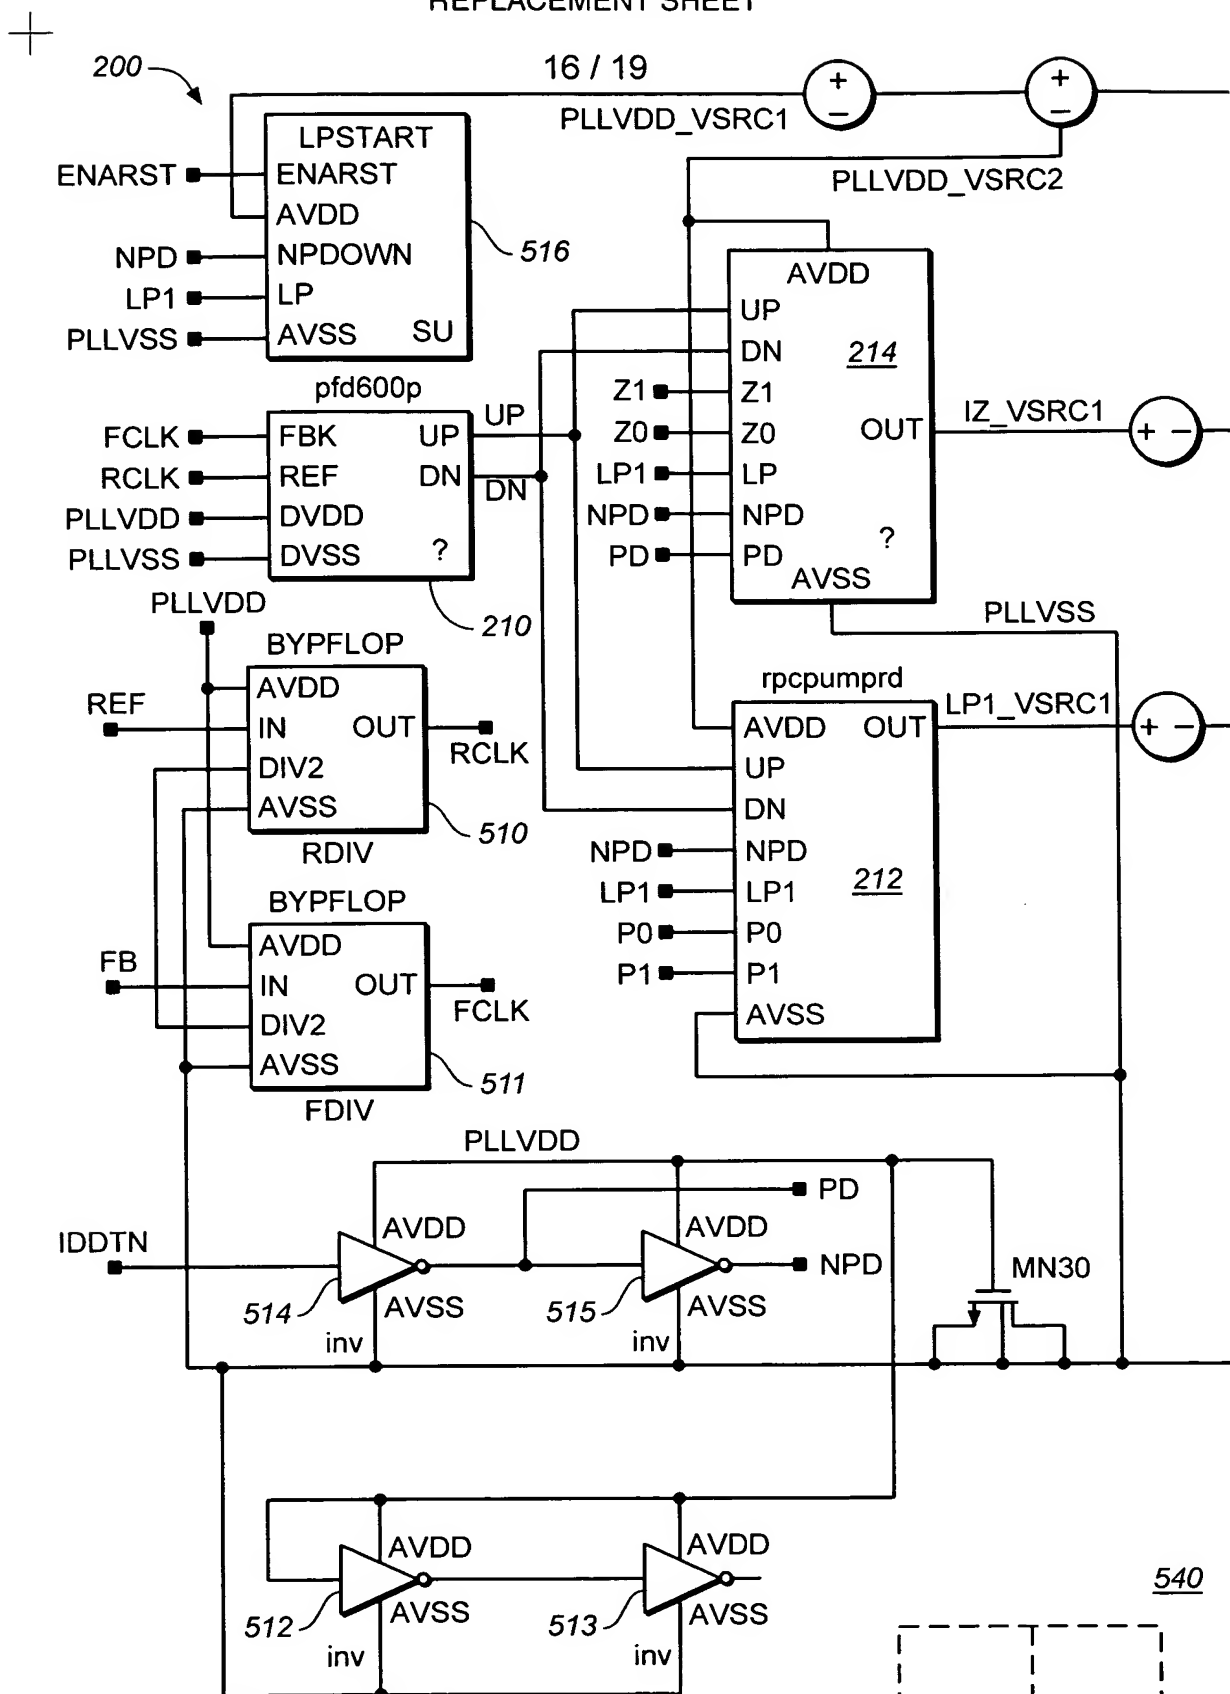 REPLACEMENT SHEET
200
16 / 19
+
−
+
−
PLLVDD_VSRC1
PLLVDD_VSRC2
LPSTART
ENARST
ENARST
AVDD
NPD
NPDOWN
LP1
LP
PLLVSS
AVSS
SU
516
pfd600p
FCLK
FBK
UP
UP
RCLK
REF
DN
DN
PLLVDD
DVDD
PLLVSS
DVSS
?
210
AVDD
UP
DN
214
Z1
Z1
Z0
Z0
OUT
IZ_VSRC1
+ −
LP1
LP
NPD
NPD
PD
PD
?
AVSS
PLLVSS
PLLVDD
BYPFLOP
AVDD
REF
IN
OUT
RCLK
DIV2
AVSS
510
RDIV
rpcpumprd
AVDD
OUT
LP1_VSRC1
+ −
UP
DN
NPD
NPD
LP1
LP1
212
P0
P0
P1
P1
AVSS
BYPFLOP
AVDD
FB
IN
OUT
FCLK
DIV2
AVSS
511
FDIV
PLLVDD
PD
IDDTN
AVDD
AVDD
NPD
MN30
514
AVSS
515
AVSS
inv
inv
AVDD
AVDD
540
512
AVSS
513
AVSS
inv
inv